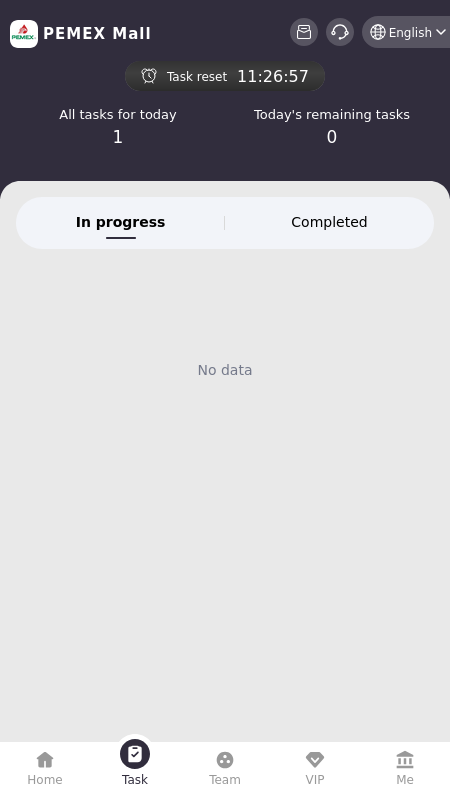 PEMEX
PEMEX Mall
English
Task reset 11:26:57
All tasks for today
1
Today's remaining tasks
0
In progress
Completed
No data
Home
Task
Team
VIP
Me